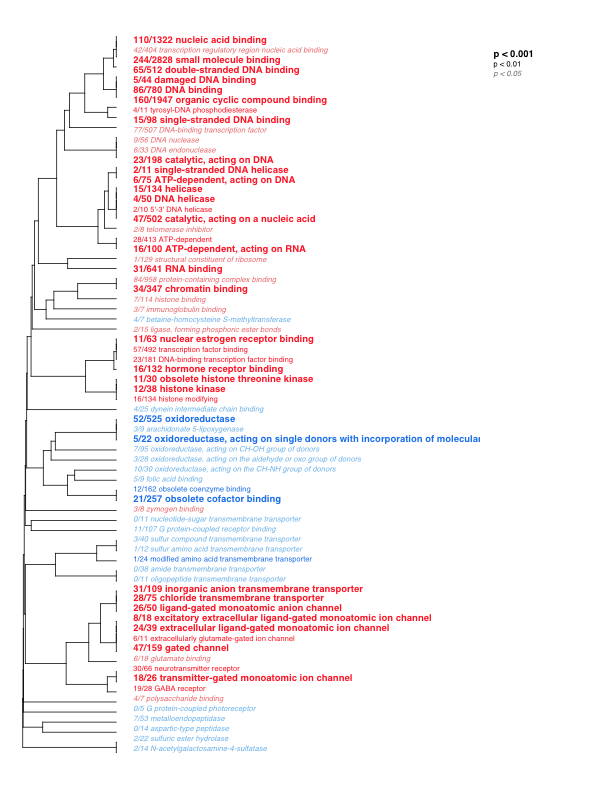 110/1322 nucleic acid binding
42/404 transcription regulatory region nucleic acid binding
244/2828 small molecule binding
65/512 double-stranded DNA binding
5/44 damaged DNA binding
86/780 DNA binding
160/1947 organic cyclic compound binding
4/11 tyrosyl-DNA phosphodiesterase
15/98 single-stranded DNA binding
77/507 DNA-binding transcription factor
9/56 DNA nuclease
6/33 DNA endonuclease
23/198 catalytic, acting on DNA
2/11 single-stranded DNA helicase
6/75 ATP-dependent, acting on DNA
15/134 helicase
4/50 DNA helicase
2/10 5'-3' DNA helicase
47/502 catalytic, acting on a nucleic acid
2/8 telomerase inhibitor
28/413 ATP-dependent
16/100 ATP-dependent, acting on RNA
1/129 structural constituent of ribosome
31/641 RNA binding
84/958 protein-containing complex binding
34/347 chromatin binding
7/114 histone binding
3/7 immunoglobulin binding
4/7 betaine-homocysteine S-methyltransferase
2/15 ligase, forming phosphoric ester bonds
11/63 nuclear estrogen receptor binding
57/492 transcription factor binding
23/181 DNA-binding transcription factor binding
16/132 hormone receptor binding
11/30 obsolete histone threonine kinase
12/38 histone kinase
16/134 histone modifying
4/25 dynein intermediate chain binding
52/525 oxidoreductase
3/9 arachidonate 5-lipoxygenase
5/22 oxidoreductase, acting on single donors with incorporation of molecular
7/95 oxidoreductase, acting on CH-OH group of donors
3/28 oxidoreductase, acting on the aldehyde or oxo group of donors
10/30 oxidoreductase, acting on the CH-NH group of donors
5/9 folic acid binding
12/162 obsolete coenzyme binding
21/257 obsolete cofactor binding
3/8 zymogen binding
0/11 nucleotide-sugar transmembrane transporter
11/107 G protein-coupled receptor binding
3/40 sulfur compound transmembrane transporter
1/12 sulfur amino acid transmembrane transporter
1/24 modified amino acid transmembrane transporter
0/38 amide transmembrane transporter
0/11 oligopeptide transmembrane transporter
31/109 inorganic anion transmembrane transporter
28/75 chloride transmembrane transporter
26/50 ligand-gated monoatomic anion channel
8/18 excitatory extracellular ligand-gated monoatomic ion channel
24/39 extracellular ligand-gated monoatomic ion channel
6/11 extracellularly glutamate-gated ion channel
47/159 gated channel
6/18 glutamate binding
30/66 neurotransmitter receptor
18/26 transmitter-gated monoatomic ion channel
19/28 GABA receptor
4/7 polysaccharide binding
0/5 G protein-coupled photoreceptor
7/53 metalloendopeptidase
0/14 aspartic-type peptidase
2/22 sulfuric ester hydrolase
2/14 N-acetylgalactosamine-4-sulfatase
p < 0.001
p < 0.01
p < 0.05